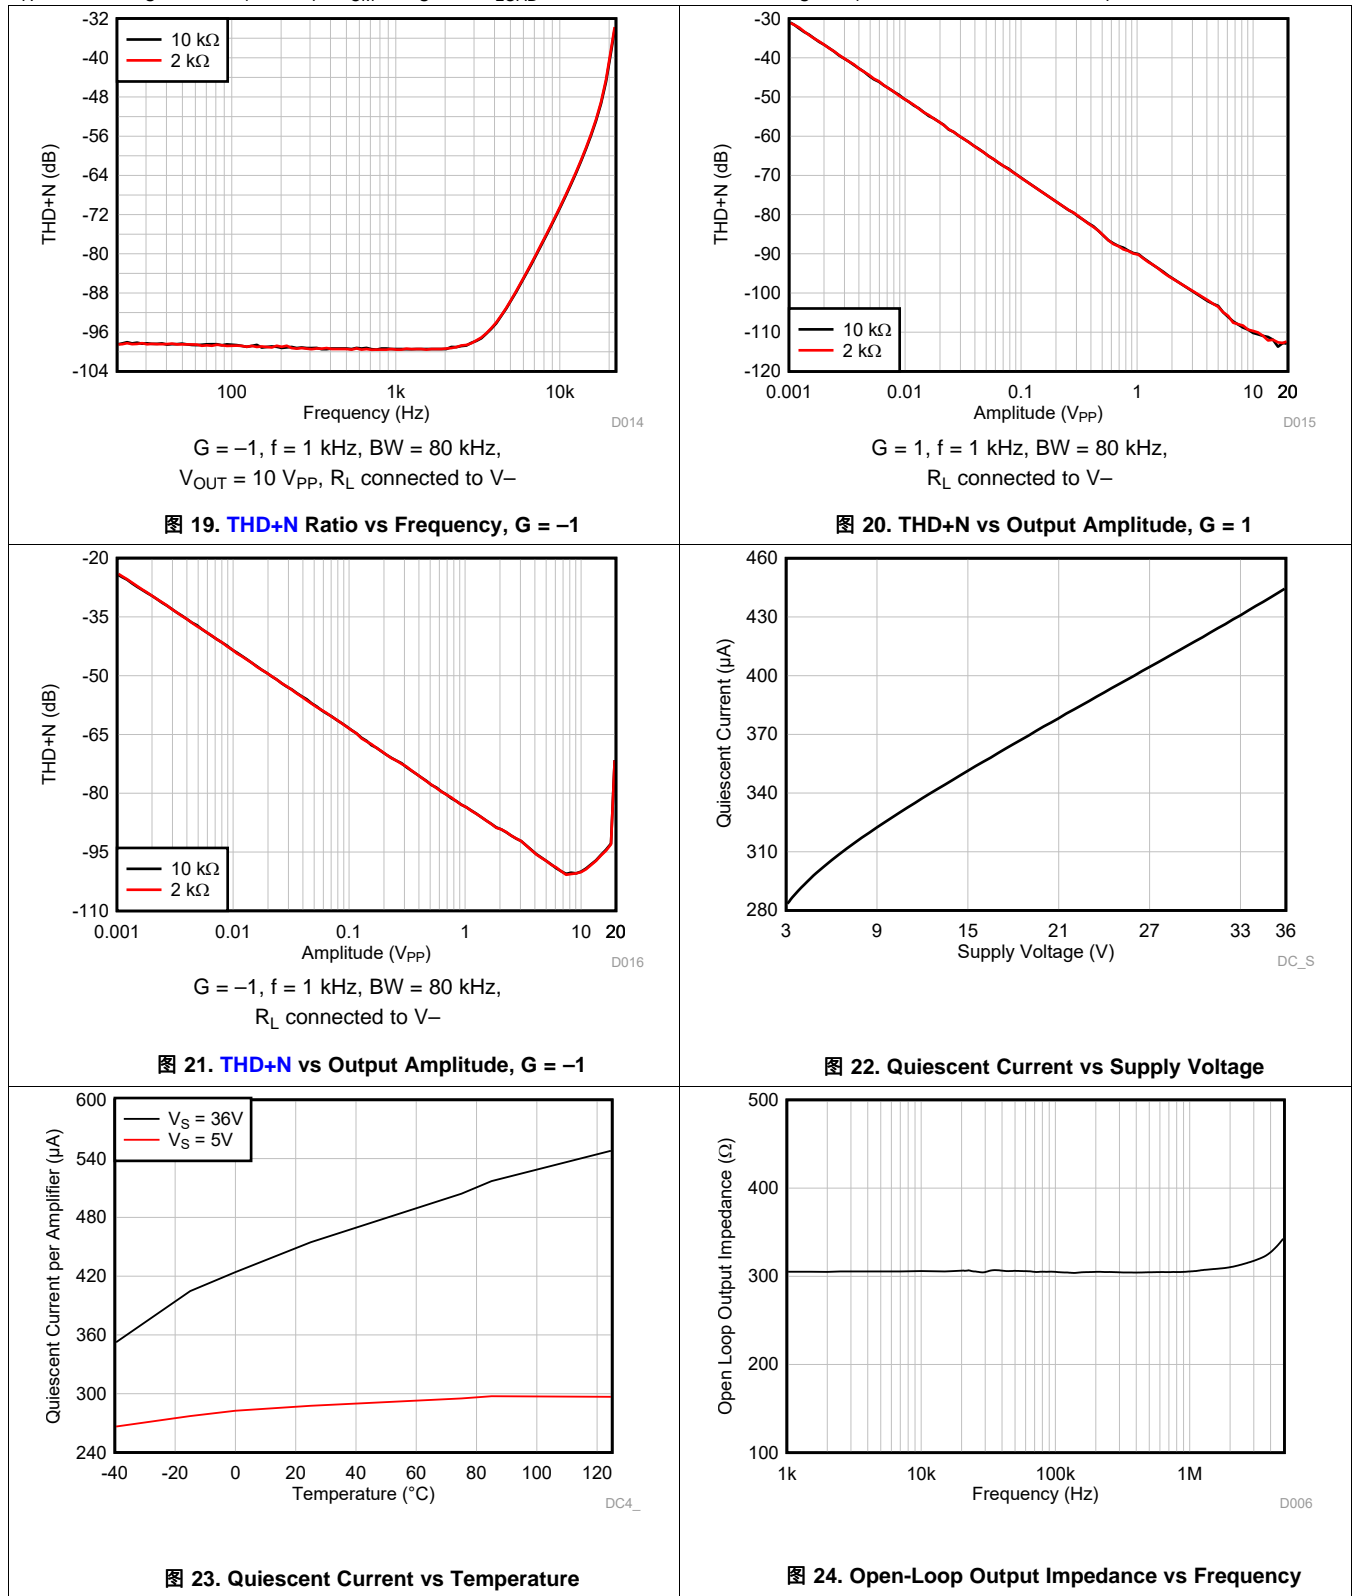 -32
-40
-48
-56
-64
-72
-80
-88
-96
-104
THD+N (dB)
10 kΩ
2 kΩ
100 1k 10k
Frequency (Hz)
D014
G = –1, f = 1 kHz, BW = 80 kHz,
VOUT = 10 VPP, RL connected to V–
图 19. THD+N Ratio vs Frequency, G = –1
-30
-40
-50
-60
-70
-80
-90
-100
-110
-120
THD+N (dB)
10 kΩ
2 kΩ
0.001 0.01 0.1 1 10 20
Amplitude (VPP)
D015
G = 1, f = 1 kHz, BW = 80 kHz,
RL connected to V–
图 20. THD+N vs Output Amplitude, G = 1
-20
-35
-50
-65
-80
-95
-110
THD+N (dB)
10 kΩ
2 kΩ
0.001 0.01 0.1 1 10 20
Amplitude (VPP)
D016
G = –1, f = 1 kHz, BW = 80 kHz,
RL connected to V–
图 21. THD+N vs Output Amplitude, G = –1
460
430
400
370
340
310
280
Quiescent Current (µA)
3 9 15 21 27 33 36
Supply Voltage (V)
DC_S
图 22. Quiescent Current vs Supply Voltage
600
540
480
420
360
300
240
Quiescent Current per Amplifier (µA)
VS = 36V
VS = 5V
-40 -20 0 20 40 60 80 100 120
Temperature (°C)
DC4_
图 23. Quiescent Current vs Temperature
500
400
300
200
100
Open Loop Output Impedance (Ω)
1k 10k 100k 1M
Frequency (Hz)
D006
图 24. Open-Loop Output Impedance vs Frequency